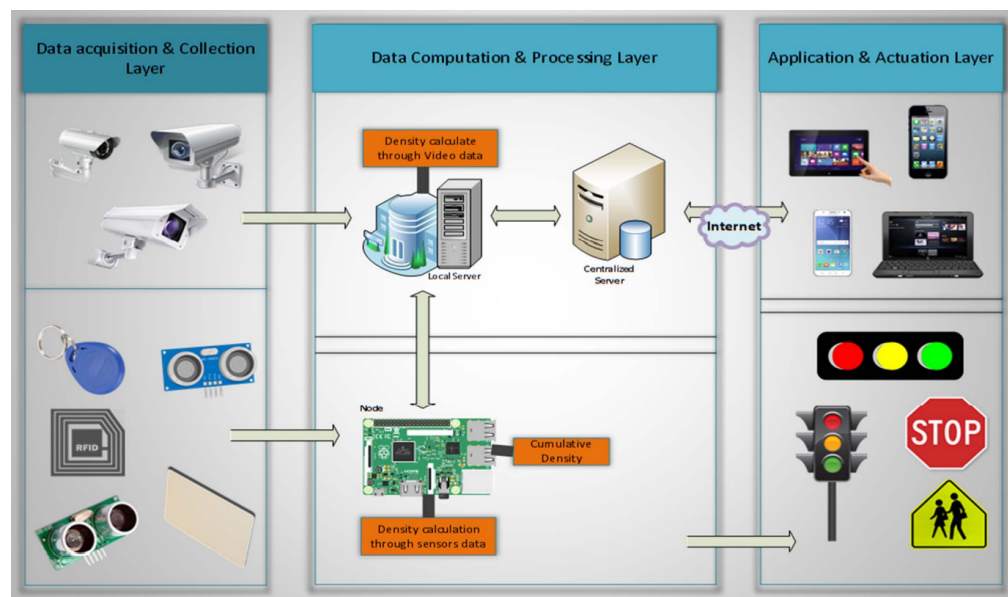 Data acquisition & Collection
Layer
Data Computation & Processing Layer
Application & Actuation Layer
Density calculate
through Video data
Local Server
Centralized
Server
Internet
RFID
Node
Cumulative
Density
Density calculation
through sensors data
STOP